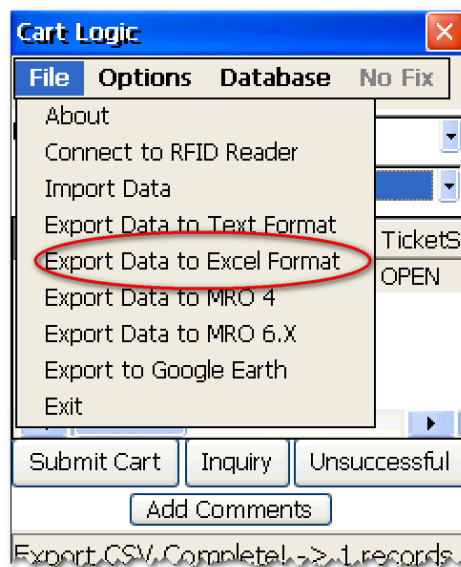 Cart Logic
File Options Database No Fix
About
Connect to RFID Reader
Import Data
Export Data to Text Format
TicketS
Export Data to Excel Format
OPEN
Export Data to MRO 4
Export Data to MRO 6.X
Export to Google Earth
Exit
Submit Cart Inquiry Unsuccessful
Add Comments
Export CSV Complete! -> 1 records